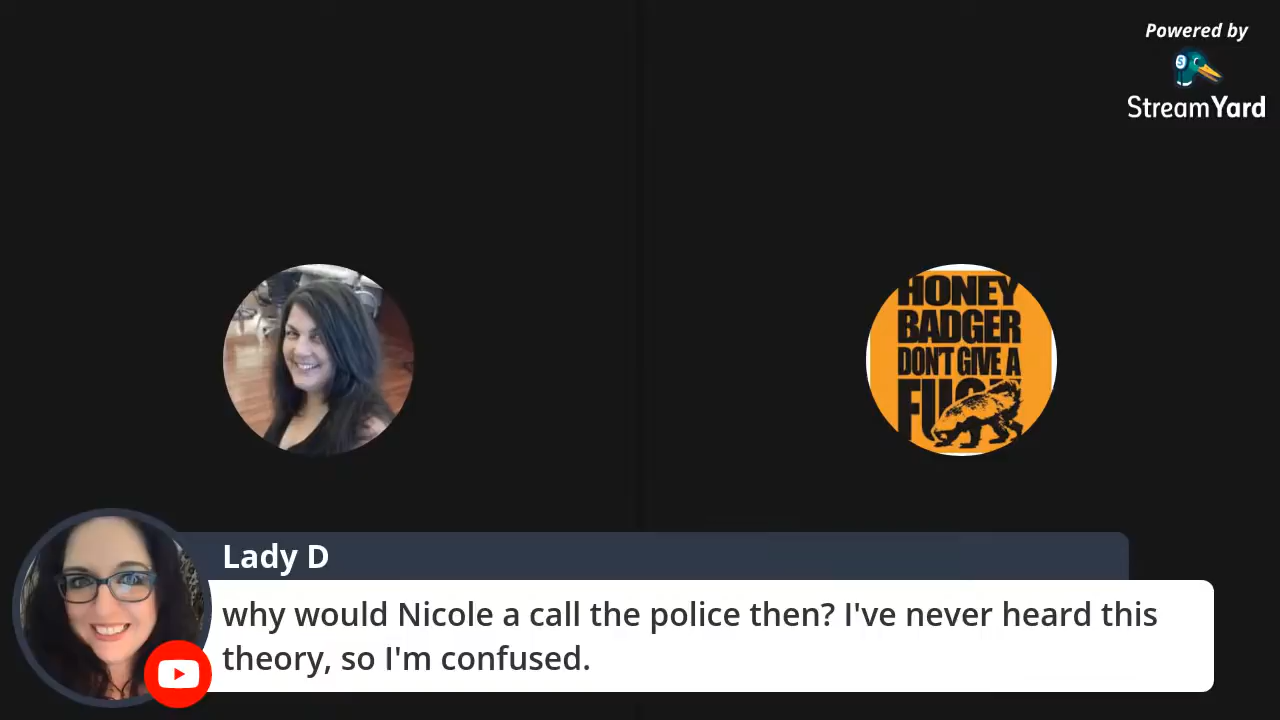 Powered by
StreamYard
HONEY
BADGER
DON'T GIVE A
Lady D
why would Nicole a call the police then? I've never heard this
theory, so I'm confused.